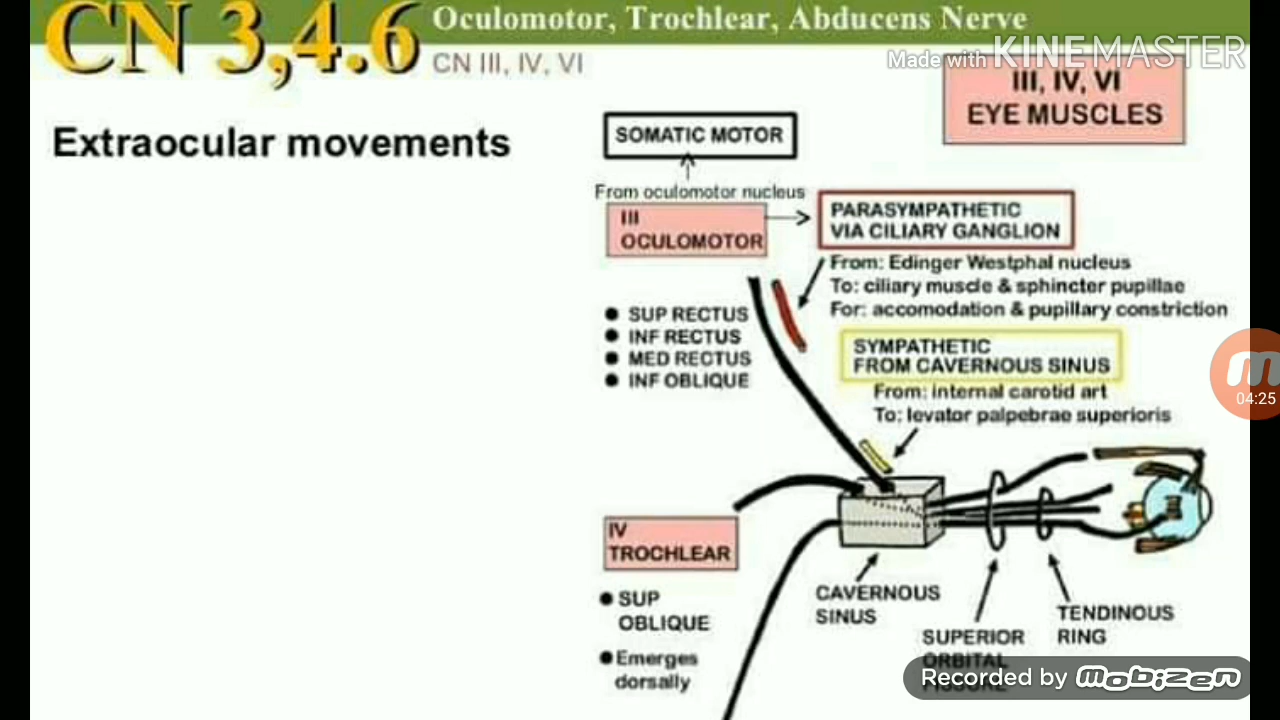 CN 3,4.6
Oculomotor, Trochlear, Abducens Nerve
CN III, IV, VI
Made with KINEMASTER
III, IV, VI
EYE MUSCLES
Extraocular movements
SOMATIC MOTOR
From oculomotor nucleus
III
OCULOMOTOR
PARASYMPATHETIC
VIA CILIARY GANGLION
From: Edinger Westphal nucleus
To: ciliary muscle & sphincter pupillae
For: accomodation & pupillary constriction
SUP RECTUS
INF RECTUS
MED RECTUS
INF OBLIQUE
SYMPATHETIC
FROM CAVERNOUS SINUS
From: internal carotid art
To: levator palpebrae superioris
04:25
IV
TROCHLEAR
SUP
OBLIQUE
Emerges
dorsally
CAVERNOUS
SINUS
SUPERIOR
ORBITAL
TENDINOUS
RING
Recorded by MOBIZEN